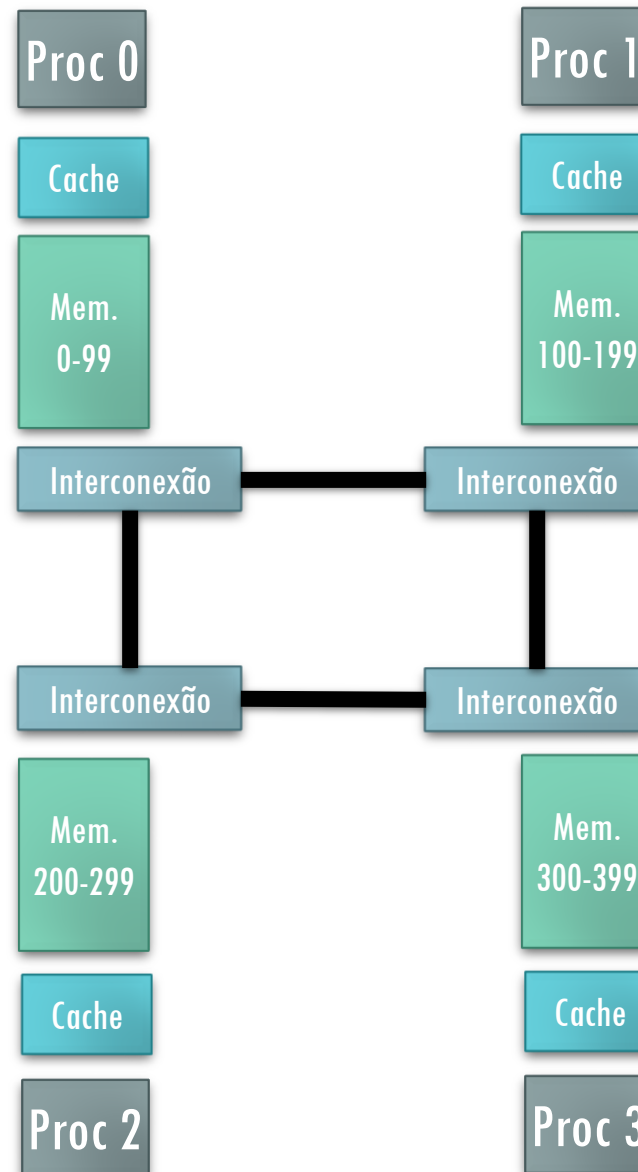 Proc 0
Proc 1
Cache
Cache
Mem.
0-99
Mem.
100-199
Interconexão
Interconexão
Interconexão
Interconexão
Mem.
200-299
Mem.
300-399
Cache
Cache
Proc 2
Proc 3